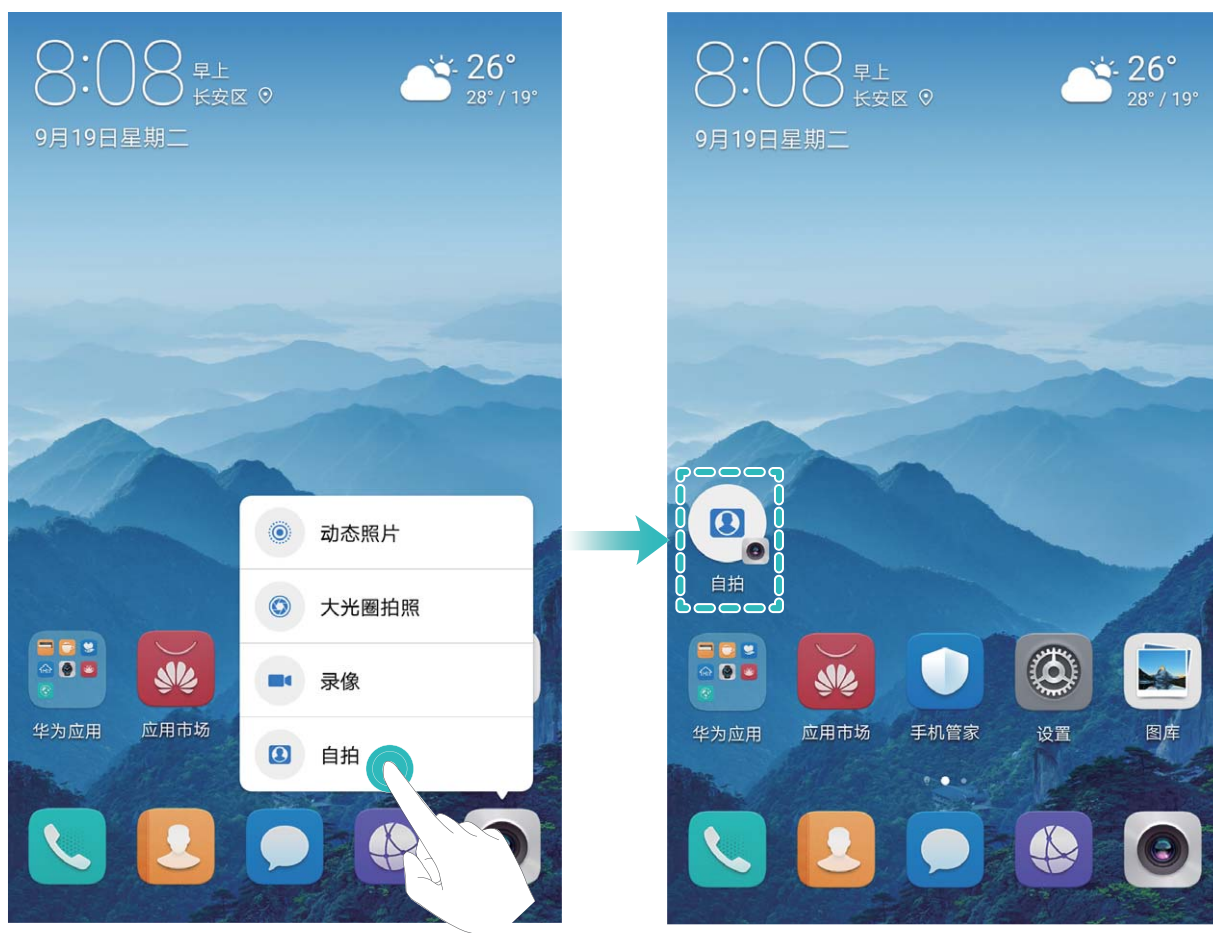 8:08 早上
长安区
26°
28° / 19°
9月19日星期二
动态照片
大光圈拍照
录像
自拍
华为应用
应用市场
8:08 早上
长安区
26°
28° / 19°
9月19日星期二
自拍
华为应用
应用市场
手机管家
设置
图库